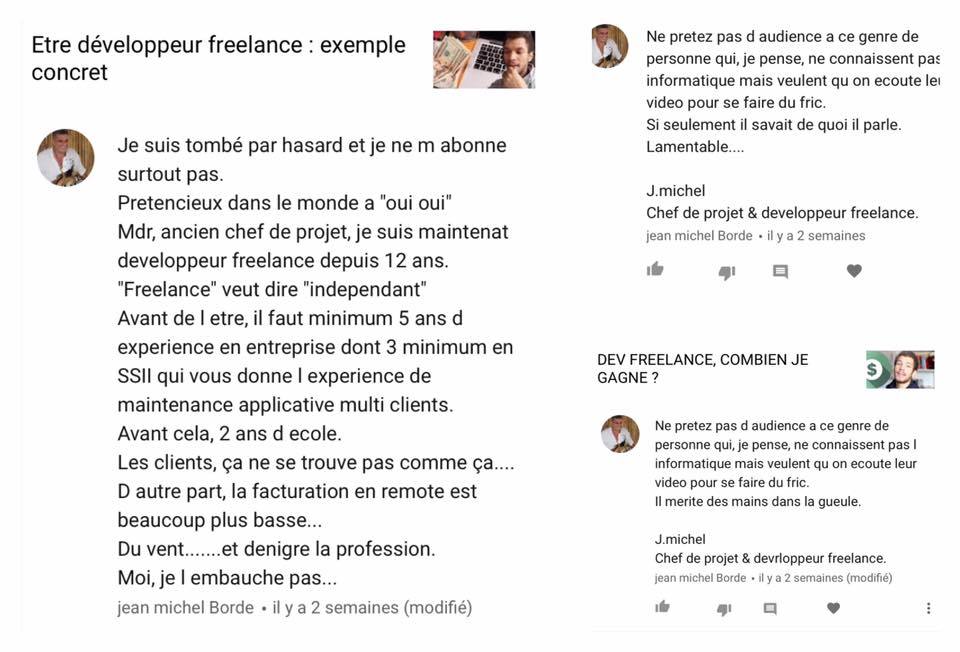 Etre développeur freelance : exemple
concret
Je suis tombé par hasard et je ne m abonne
surtout pas.
Pretencieux dans le monde a "oui oui"
Mdr, ancien chef de projet, je suis maintenat
developpeur freelance depuis 12 ans.
"Freelance" veut dire "independant"
Avant de l etre, il faut minimum 5 ans d
experience en entreprise dont 3 minimum en
SSII qui vous donne l experience de
maintenance applicative multi clients.
Avant cela, 2 ans d ecole.
Les clients, ça ne se trouve pas comme ça....
D autre part, la facturation en remote est
beaucoup plus basse...
Du vent.......et denigre la profession.
Moi, je l embauche pas...
jean michel Borde • il y a 2 semaines (modifié)
Ne pretez pas d audience a ce genre de
personne qui, je pense, ne connaissent pas
informatique mais veulent qu on ecoute leu
video pour se faire du fric.
Si seulement il savait de quoi il parle.
Lamentable....
J.michel
Chef de projet & developpeur freelance.
jean michel Borde • il y a 2 semaines
DEV FREELANCE, COMBIEN JE
GAGNE ?
$
Ne pretez pas d audience a ce genre de
personne qui, je pense, ne connaissent pas l
informatique mais veulent qu on ecoute leur
video pour se faire du fric.
Il merite des mains dans la gueule.
J.michel
Chef de projet & devrloppeur freelance.
jean michel Borde • il y a 2 semaines (modifié)